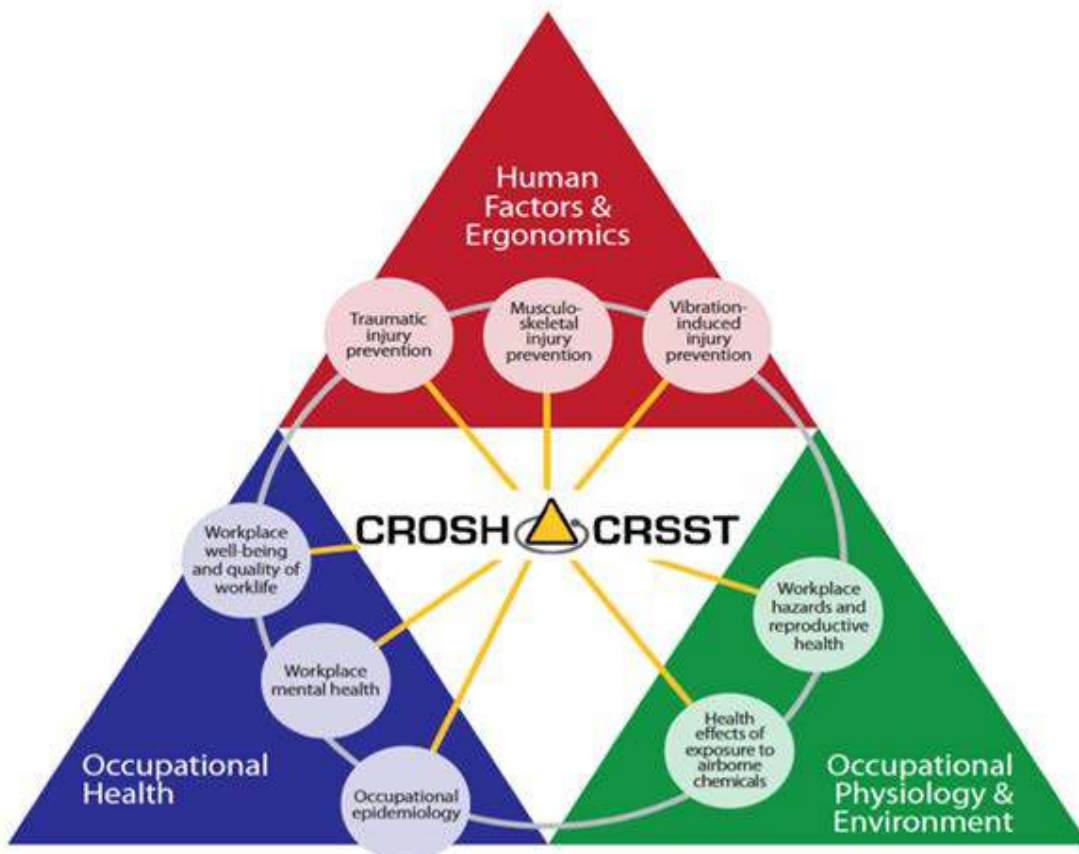 Human
Factors &
Ergonomics
Traumatic
injury
prevention
Musculo-
skeletal
injury
prevention
Vibration-
induced
injury
prevention
CROSH CRSST
Workplace
well-being
and quality of
worklife
Workplace
hazards and
reproductive
health
Workplace
mental health
Health
effects of
exposure to
airborne
chemicals
Occupational
epidemiology
Occupational
Health
Occupational
Physiology &
Environment